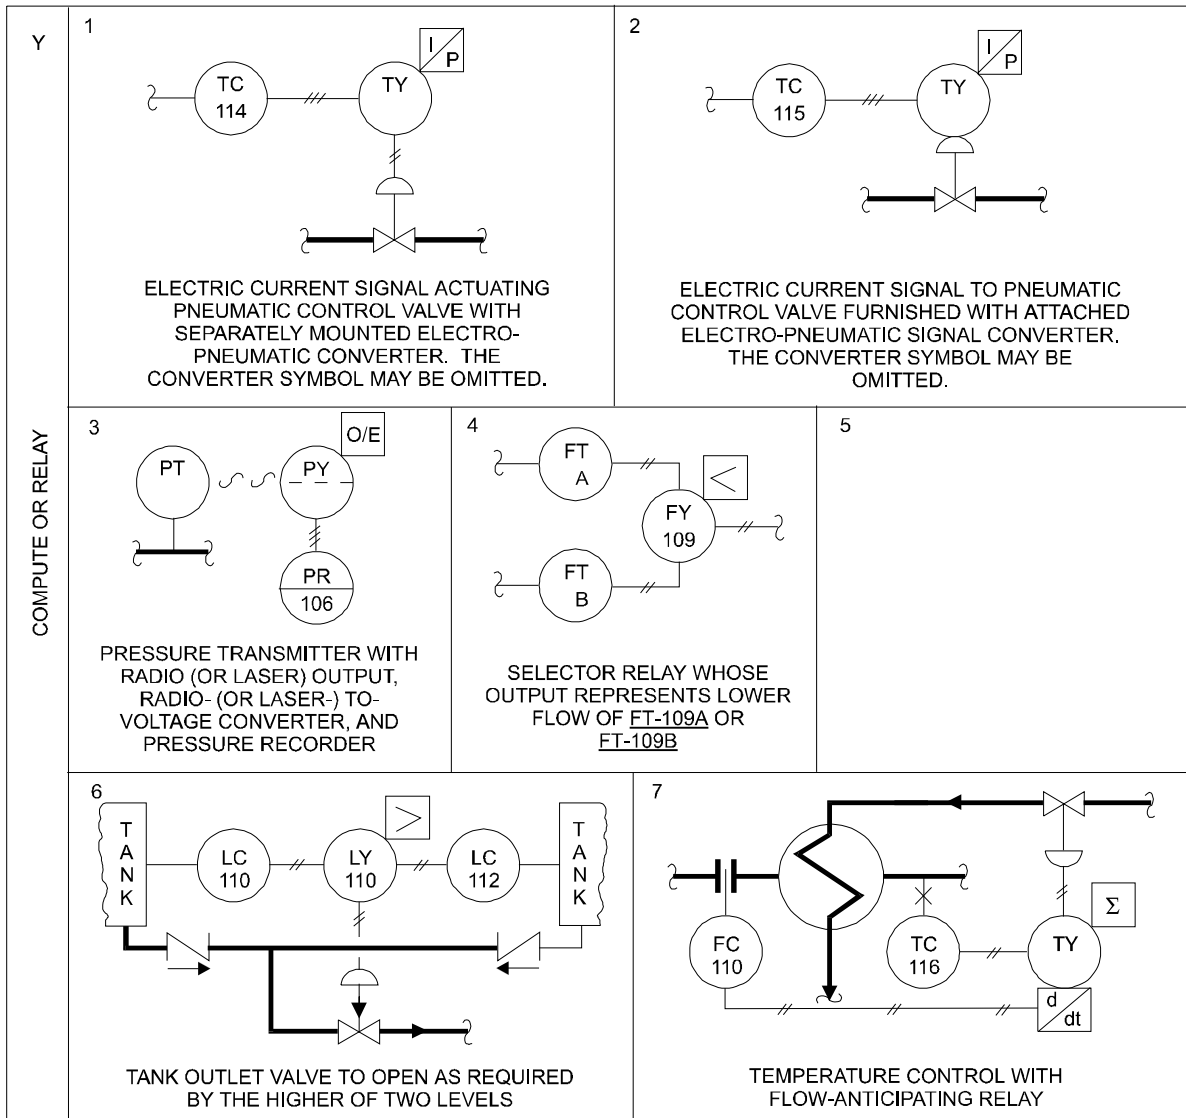 Y
COMPUTE OR RELAY
1
TC
114
TY
I
P
ELECTRIC CURRENT SIGNAL ACTUATING
PNEUMATIC CONTROL VALVE WITH
SEPARATELY MOUNTED ELECTRO-
PNEUMATIC CONVERTER. THE
CONVERTER SYMBOL MAY BE OMITTED.
2
TC
115
TY
I
P
ELECTRIC CURRENT SIGNAL TO PNEUMATIC
CONTROL VALVE FURNISHED WITH ATTACHED
ELECTRO-PNEUMATIC SIGNAL CONVERTER.
THE CONVERTER SYMBOL MAY BE
OMITTED.
3
PT
PY
O/E
PR
106
PRESSURE TRANSMITTER WITH
RADIO (OR LASER) OUTPUT,
RADIO- (OR LASER-) TO-
VOLTAGE CONVERTER, AND
PRESSURE RECORDER
4
FT
A
<
FY
109
FT
B
SELECTOR RELAY WHOSE
OUTPUT REPRESENTS LOWER
FLOW OF FT-109A OR
FT-109B
5
6
TANK
LC
110
LY
110
>
LC
112
TANK
TANK OUTLET VALVE TO OPEN AS REQUIRED
BY THE HIGHER OF TWO LEVELS
7
FC
110
TC
116
TY
Σ
d
dt
TEMPERATURE CONTROL WITH
FLOW-ANTICIPATING RELAY